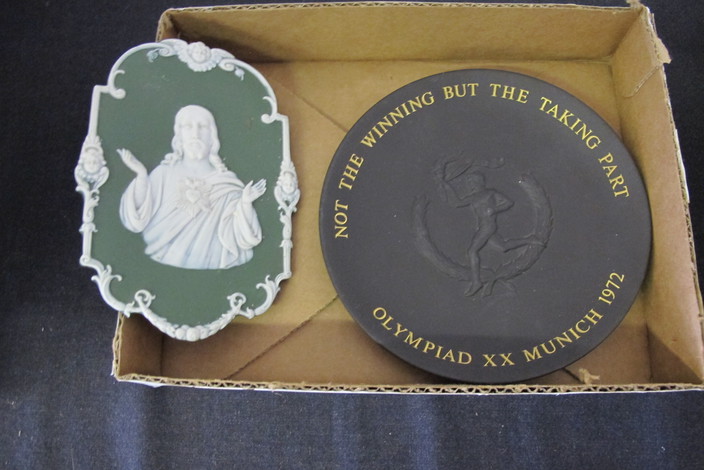 NOT THE WINNING BUT THE TAKING PART
OLYMPIAD XX MUNICH 1972